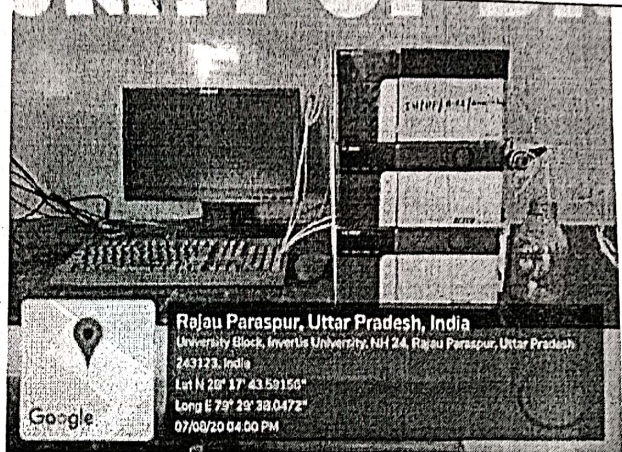 Rajau Paraspur, Uttar Pradesh, India
University Block, Invertis University, NH 24, Rajau Paraspur, Uttar Pradesh
243123, India
Lat N 28° 17' 43.59156"
Long E 79° 29' 38.0472"
07/08/20 04:00 PM
Google